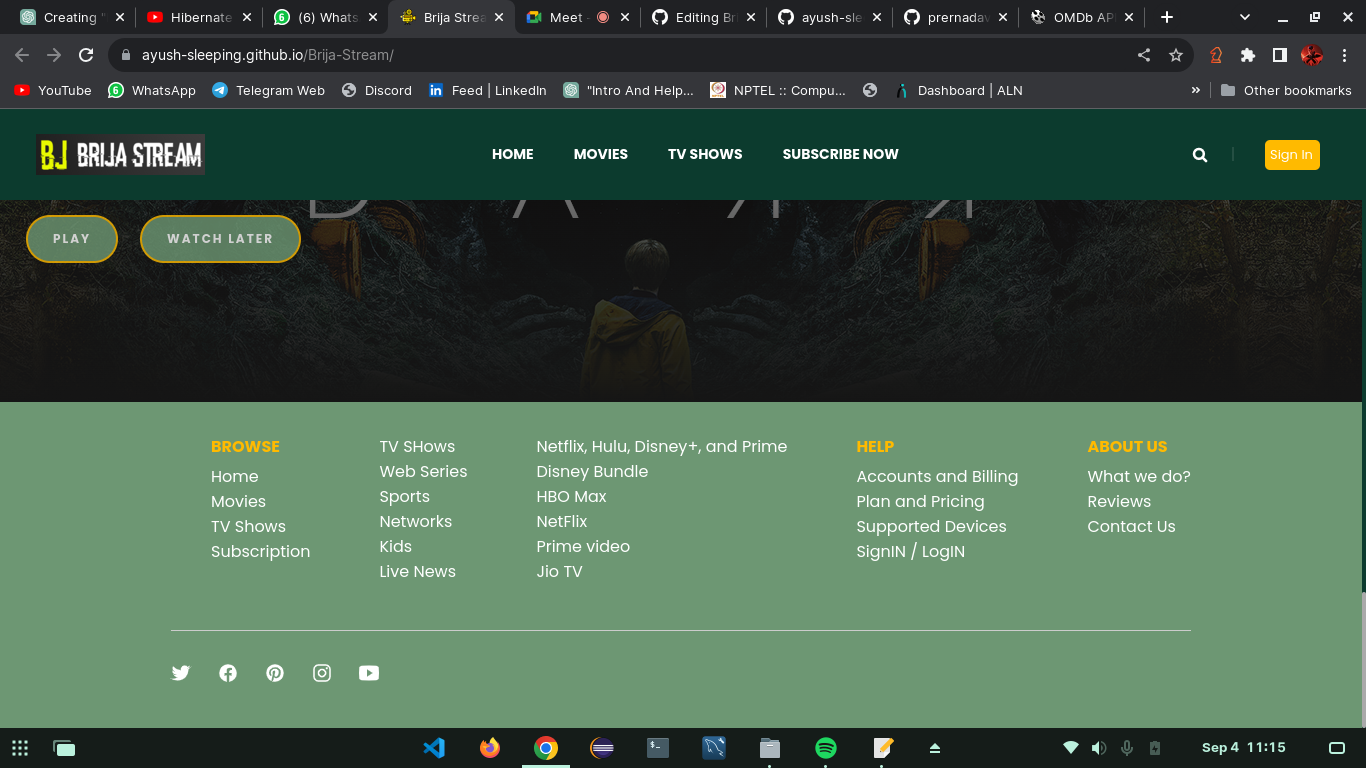 Creating "
Hibernate
(6) Whats
Brija Strea
Meet -
Editing Br
ayush-sle
prernadav
OMDb AP
ayush-sleeping.github.io/Brija-Stream/
YouTube
WhatsApp
Telegram Web
Discord
Feed | LinkedIn
"Intro And Help...
NPTEL :: Compu...
Dashboard | ALN
»
Other bookmarks
BJ BRIJA STREAM
HOME
MOVIES
TV SHOWS
SUBSCRIBE NOW
Sign In
PLAY
WATCH LATER
BROWSE
Home
Movies
TV Shows
Subscription
TV SHows
Web Series
Sports
Networks
Kids
Live News
Netflix, Hulu, Disney+, and Prime
Disney Bundle
HBO Max
NetFlix
Prime video
Jio TV
HELP
Accounts and Billing
Plan and Pricing
Supported Devices
SignIN / LogIN
ABOUT US
What we do?
Reviews
Contact Us
Sep 4 11:15